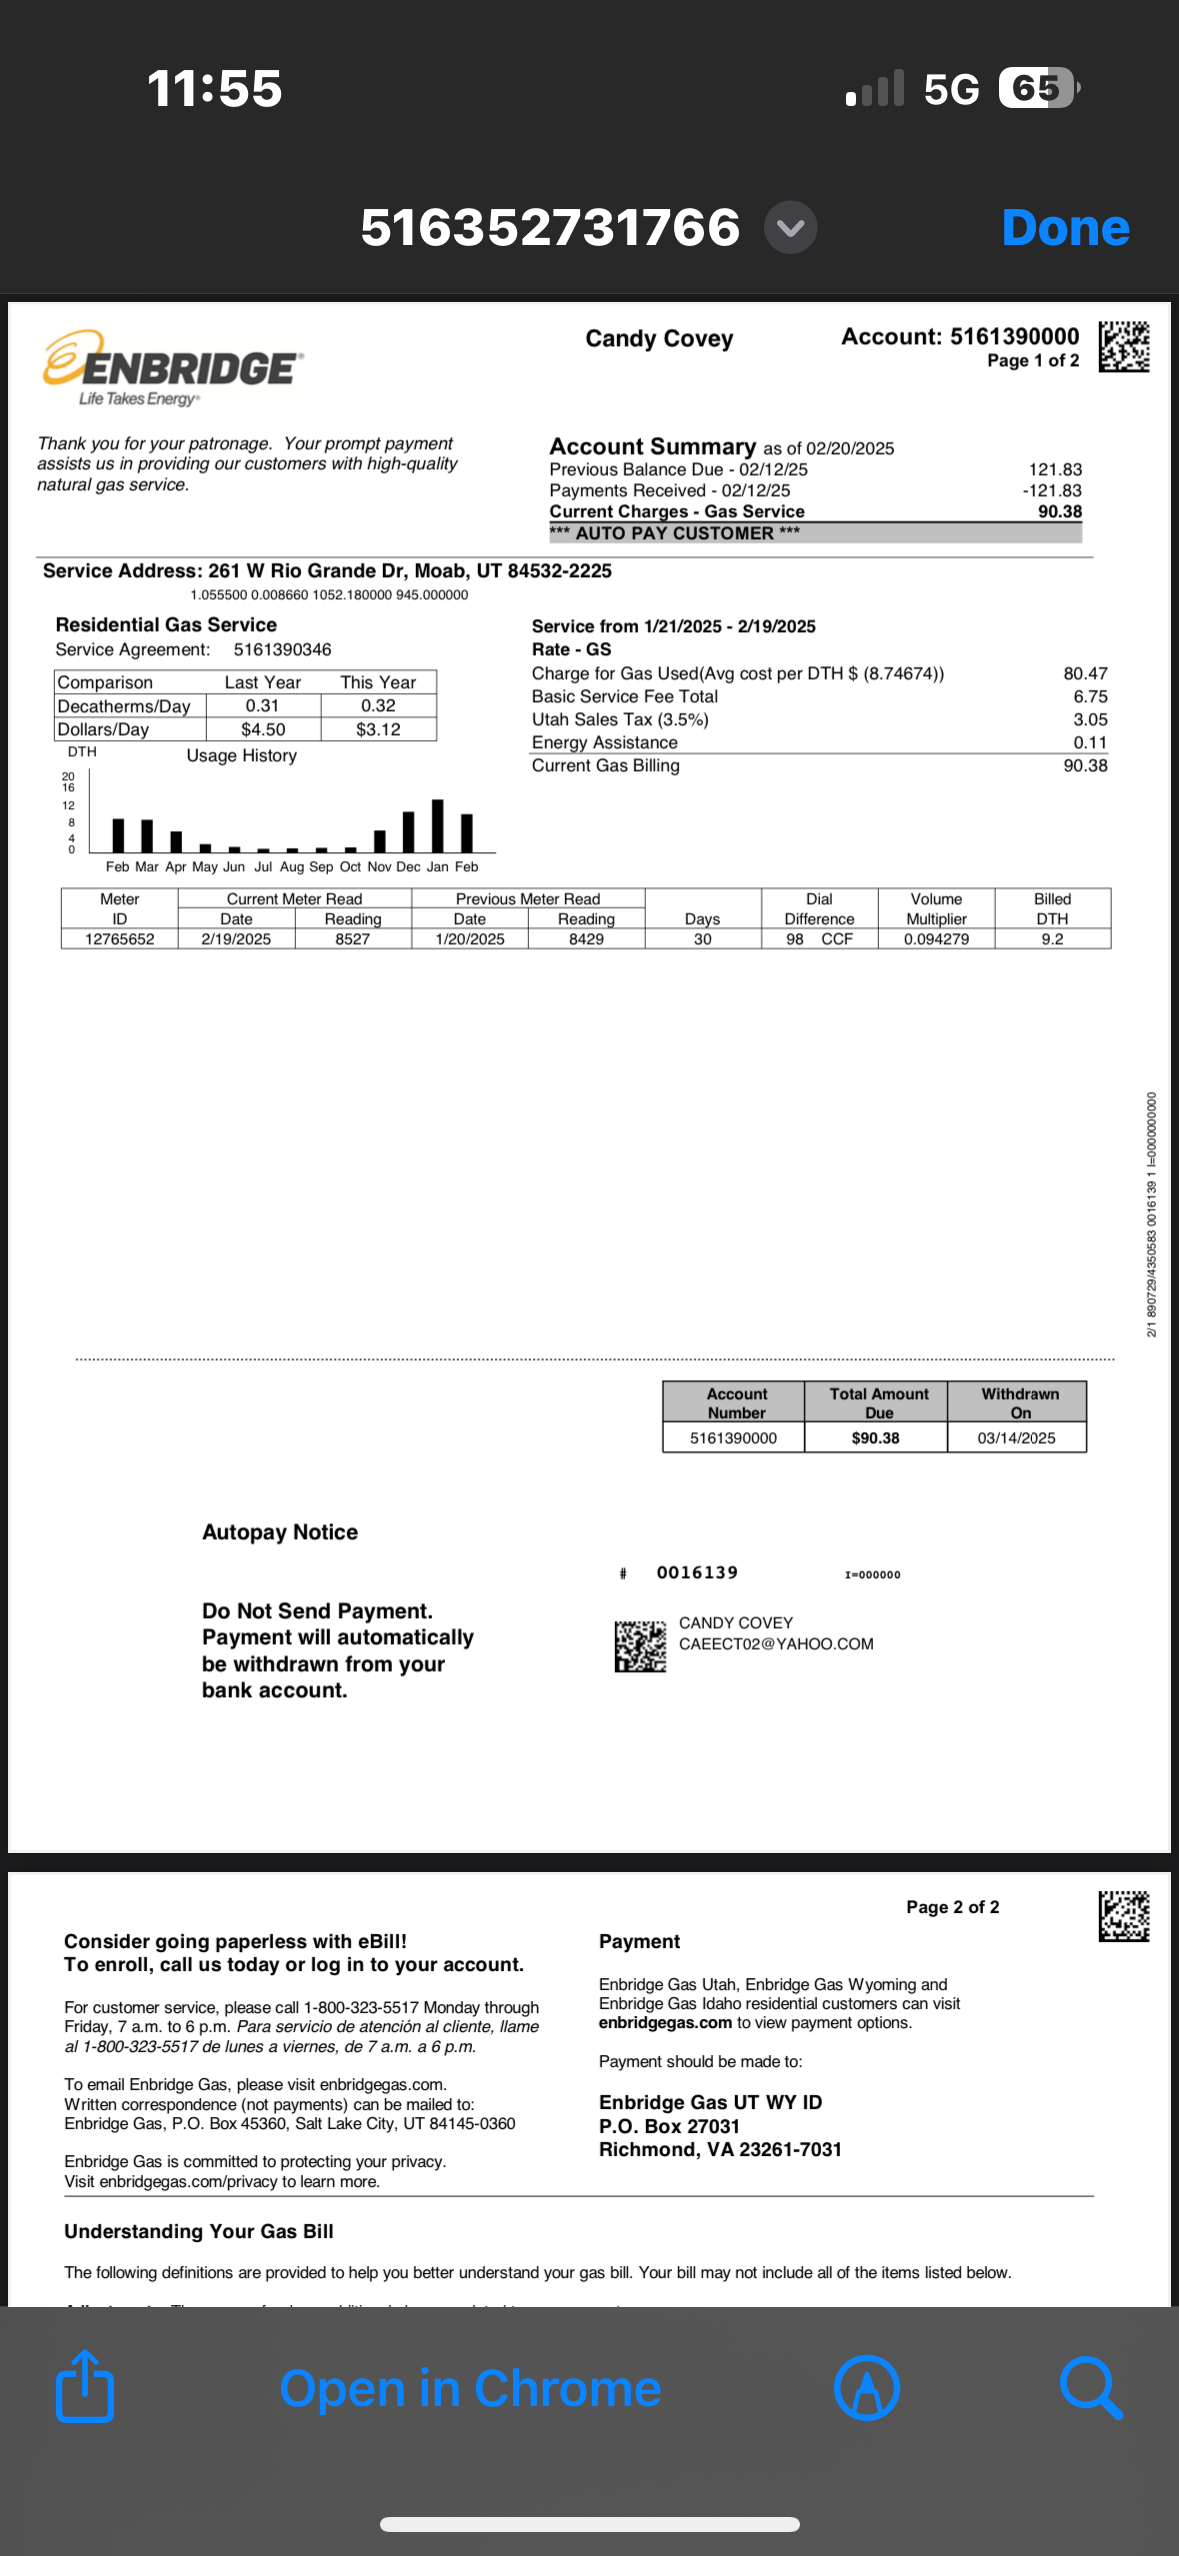 11:55
5G 65
516352731766
Done
ENBRIDGE®
Life Takes Energy®
Candy Covey
Account: 5161390000
Page 1 of 2
Thank you for your patronage. Your prompt payment
assists us in providing our customers with high-quality
natural gas service.
Account Summary as of 02/20/2025
Previous Balance Due - 02/12/25 121.83
Payments Received - 02/12/25 -121.83
Current Charges - Gas Service 90.38
*** AUTO PAY CUSTOMER ***
Service Address: 261 W Rio Grande Dr, Moab, UT 84532-2225
1.055500 0.008660 1052.180000 945.000000
Residential Gas Service
Service Agreement: 5161390346
Comparison Last Year This Year
Decatherms/Day 0.31 0.32
Dollars/Day $4.50 $3.12
Service from 1/21/2025 - 2/19/2025
Rate - GS
Charge for Gas Used(Avg cost per DTH $ (8.74674)) 80.47
Basic Service Fee Total 6.75
Utah Sales Tax (3.5%) 3.05
Energy Assistance 0.11
Current Gas Billing 90.38
DTH Usage History
20
16
12
8
4
0
Feb Mar Apr May Jun Jul Aug Sep Oct Nov Dec Jan Feb
Meter Current Meter Read Previous Meter Read Dial Volume Billed
ID Date Reading Date Reading Days Difference Multiplier DTH
12765652 2/19/2025 8527 1/20/2025 8429 30 98 CCF 0.094279 9.2
2/1 890729/4350583 0016139 1 I=0000000000
Account Total Amount Withdrawn
Number Due On
5161390000 $90.38 03/14/2025
Autopay Notice
# 0016139 I=000000
Do Not Send Payment.
Payment will automatically
be withdrawn from your
bank account.
CANDY COVEY
CAEECT02@YAHOO.COM
Page 2 of 2
Consider going paperless with eBill!
To enroll, call us today or log in to your account.
For customer service, please call 1-800-323-5517 Monday through
Friday, 7 a.m. to 6 p.m. Para servicio de atención al cliente, llame
al 1-800-323-5517 de lunes a viernes, de 7 a.m. a 6 p.m.
To email Enbridge Gas, please visit enbridgegas.com.
Written correspondence (not payments) can be mailed to:
Enbridge Gas, P.O. Box 45360, Salt Lake City, UT 84145-0360
Enbridge Gas is committed to protecting your privacy.
Visit enbridgegas.com/privacy to learn more.
Payment
Enbridge Gas Utah, Enbridge Gas Wyoming and
Enbridge Gas Idaho residential customers can visit
enbridgegas.com to view payment options.
Payment should be made to:
Enbridge Gas UT WY ID
P.O. Box 27031
Richmond, VA 23261-7031
Understanding Your Gas Bill
The following definitions are provided to help you better understand your gas bill. Your bill may not include all of the items listed below.
Open in Chrome